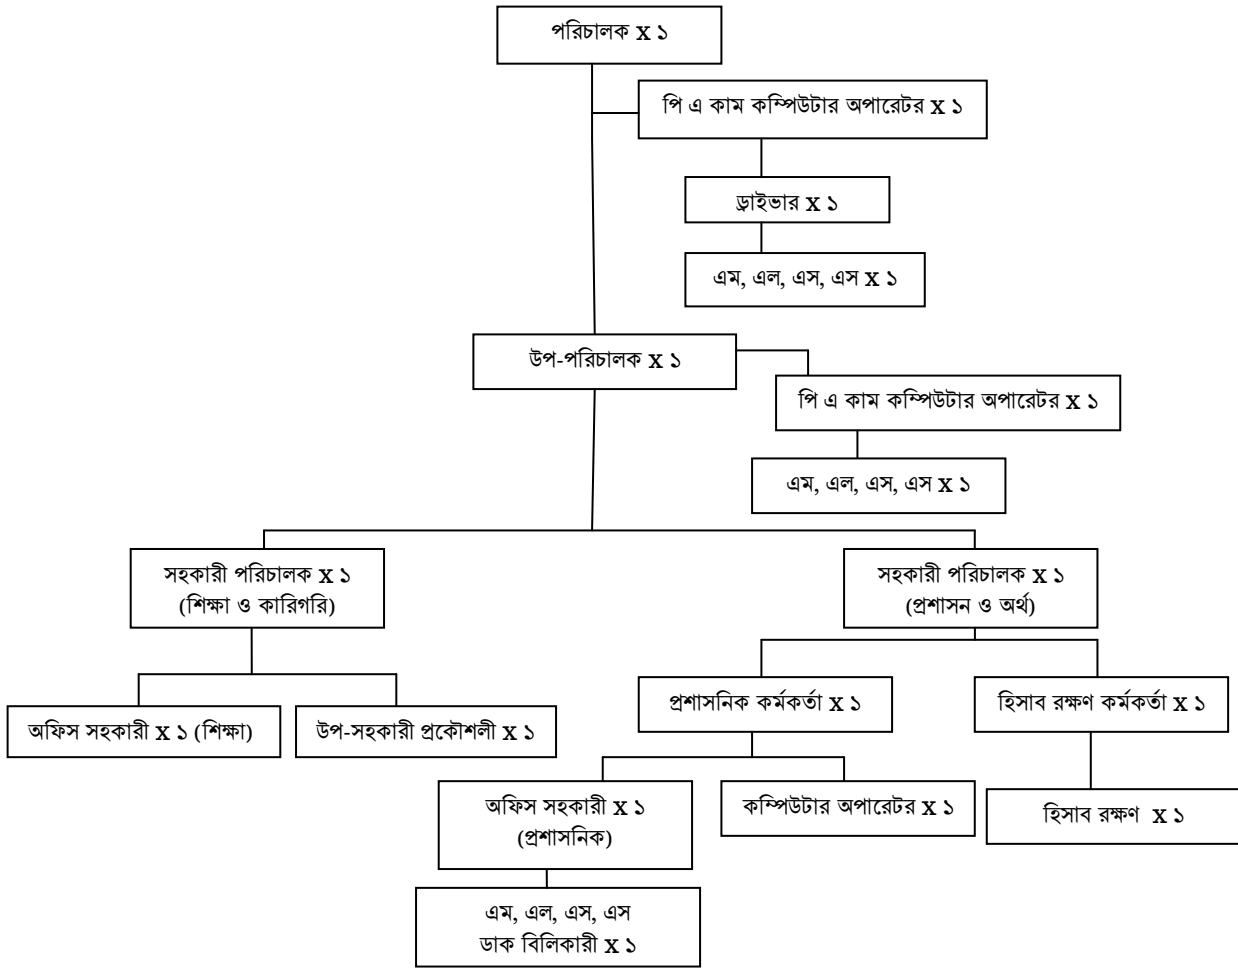 পরিচালক x ১
পি এ কাম কম্পিউটার অপারেটর x ১
ড্রাইভার x ১
এম, এল, এস, এস x ১
উপ-পরিচালক x ১
পি এ কাম কম্পিউটার অপারেটর x ১
এম, এল, এস, এস x ১
সহকারী পরিচালক x ১
(শিক্ষা ও কারিগরি)
সহকারী পরিচালক x ১
(প্রশাসন ও অর্থ)
অফিস সহকারী x ১ (শিক্ষা)
উপ-সহকারী প্রকৌশলী x ১
প্রশাসনিক কর্মকর্তা x ১
হিসাব রক্ষণ কর্মকর্তা x ১
অফিস সহকারী x ১
(প্রশাসনিক)
কম্পিউটার অপারেটর x ১
হিসাব রক্ষণ x ১
এম, এল, এস, এস
ডাক বিলিকারী x ১